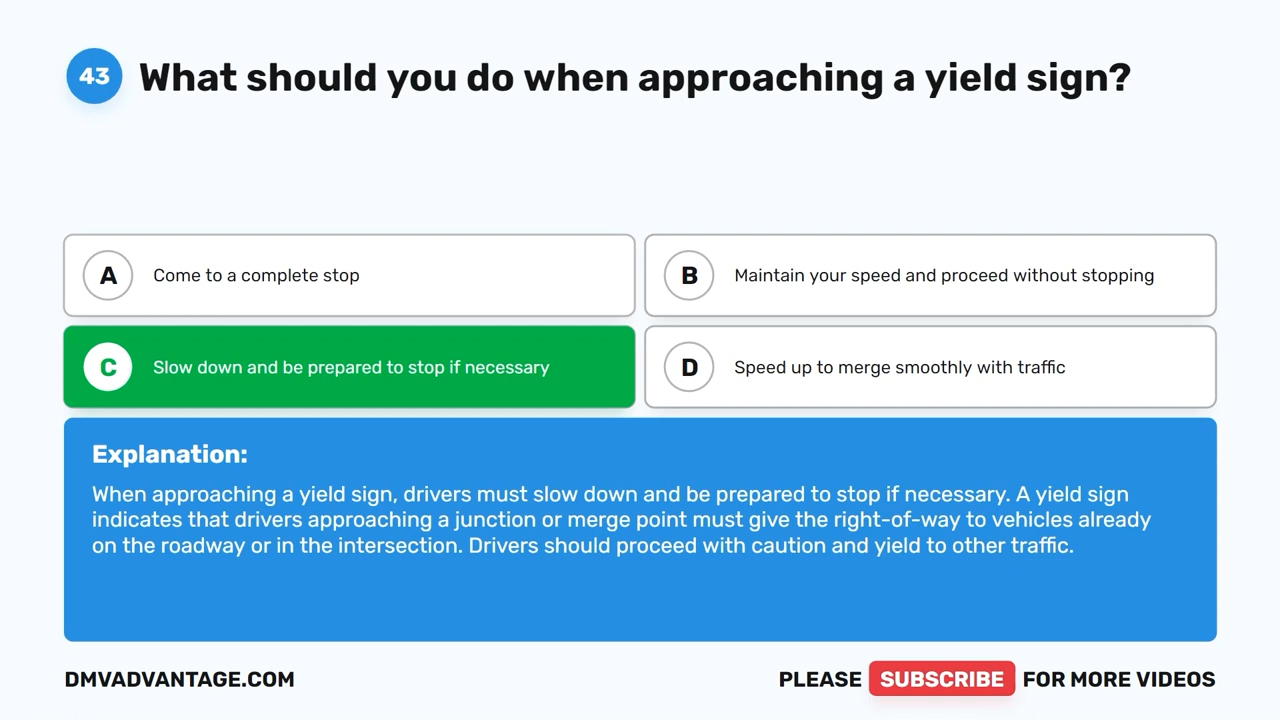 43 What should you do when approaching a yield sign?
A Come to a complete stop
B Maintain your speed and proceed without stopping
C Slow down and be prepared to stop if necessary
D Speed up to merge smoothly with traffic
Explanation:
When approaching a yield sign, drivers must slow down and be prepared to stop if necessary. A yield sign
indicates that drivers approaching a junction or merge point must give the right-of-way to vehicles already
on the roadway or in the intersection. Drivers should proceed with caution and yield to other traffic.
DMVADVANTAGE.COM
PLEASE SUBSCRIBE FOR MORE VIDEOS